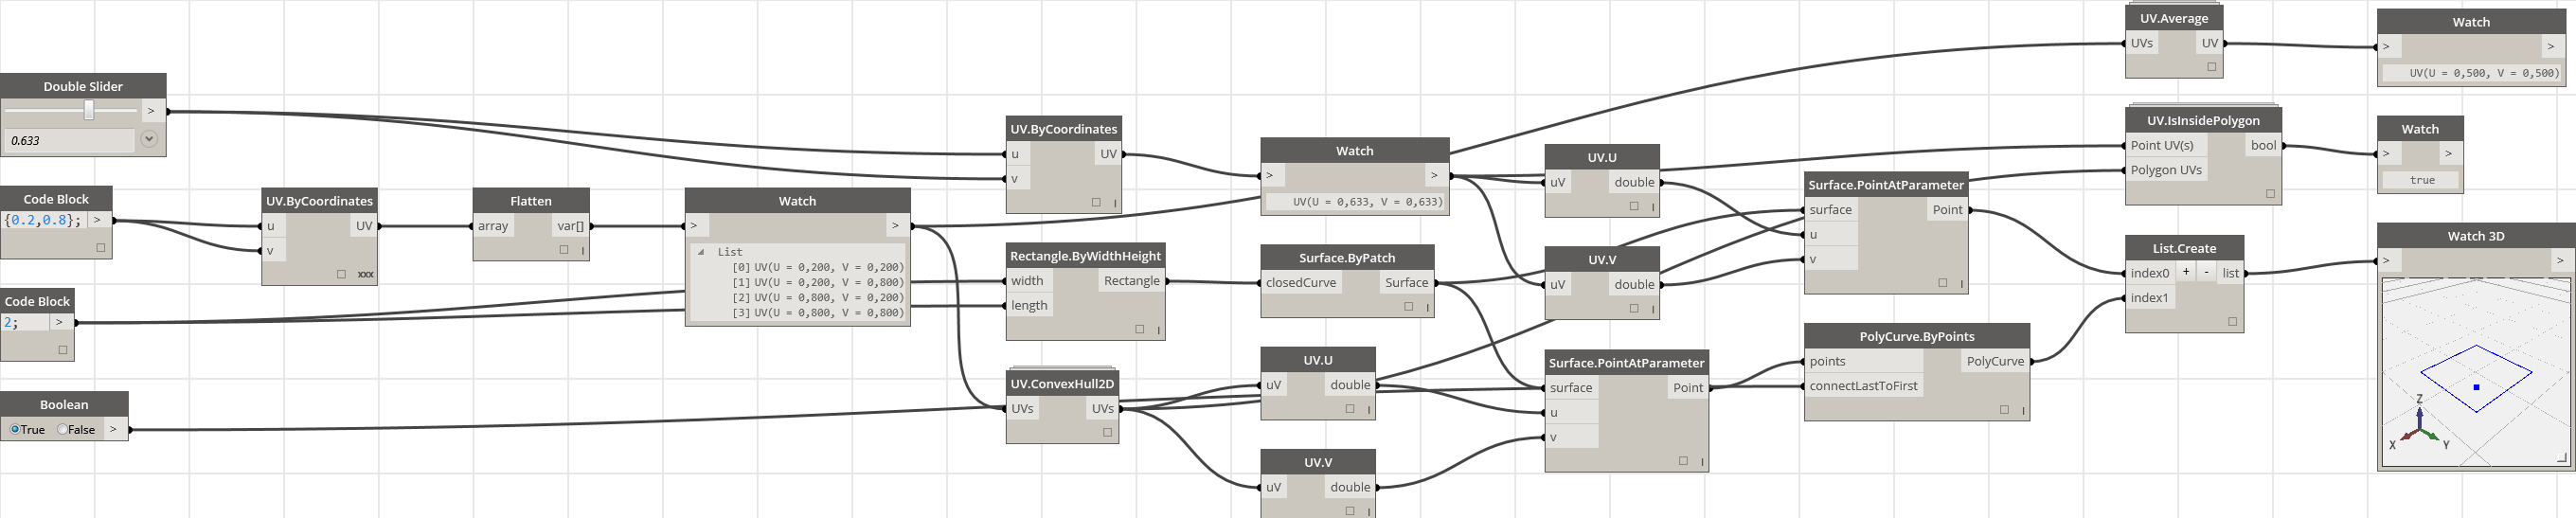 Double Slider
>
0.633
Code Block
{0.2,0.8}; >
Code Block
2; >
Boolean
True False >
UV.ByCoordinates
u UV
v
xxx
Flatten
array var[]
l
Watch
> >
List
[0] UV(U = 0,200, V = 0,200)
[1] UV(U = 0,200, V = 0,800)
[2] UV(U = 0,800, V = 0,200)
[3] UV(U = 0,800, V = 0,800)
UV.ByCoordinates
u UV
v
l
Rectangle.ByWidthHeight
width Rectangle
length
l
UV.ConvexHull2D
UVs UVs
Watch
> >
UV(U = 0,633, V = 0,633)
Surface.ByPatch
closedCurve Surface
l
UV.U
uV double
l
UV.V
uV double
l
UV.U
uV double
l
UV.V
uV double
l
Surface.PointAtParameter
surface Point
u
v
l
Surface.PointAtParameter
surface Point
u
v
l
PolyCurve.ByPoints
points PolyCurve
connectLastToFirst
l
UV.Average
UVs UV
UV.IsInsidePolygon
Point UV(s) bool
Polygon UVs
List.Create
index0 + - list
index1
Watch
> >
UV(U = 0,500, V = 0,500)
Watch
> >
true
Watch 3D
> >
Z
X Y